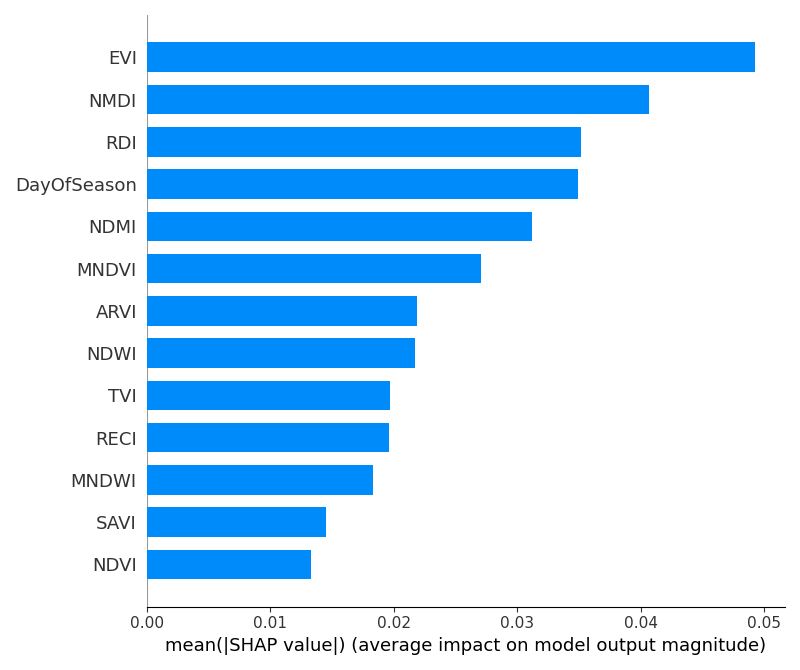 EVI
NMDI
RDI
DayOfSeason
NDMI
MNDVI
ARVI
NDWI
TVI
RECI
MNDWI
SAVI
NDVI
0.00 0.01 0.02 0.03 0.04 0.05
mean(|SHAP value|) (average impact on model output magnitude)